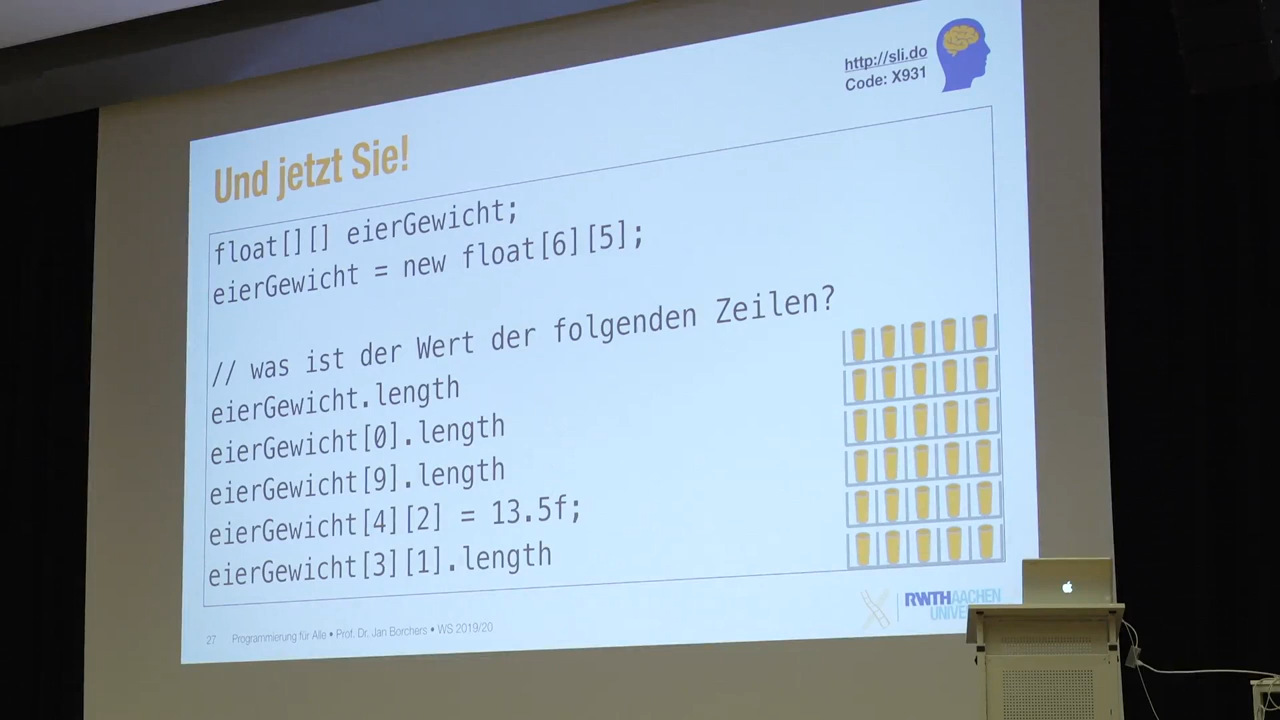 http://sli.do
Code: X931
Und jetzt Sie!
float[][] eierGewicht;
eierGewicht = new float[6][5];
// was ist der Wert der folgenden Zeilen?
eierGewicht.length
eierGewicht[0].length
eierGewicht[9].length
eierGewicht[4][2] = 13.5f;
eierGewicht[3][1].length
27 Programmierung für Alle • Prof. Dr. Jan Borchers • WS 2019/20
RWTHAACHEN